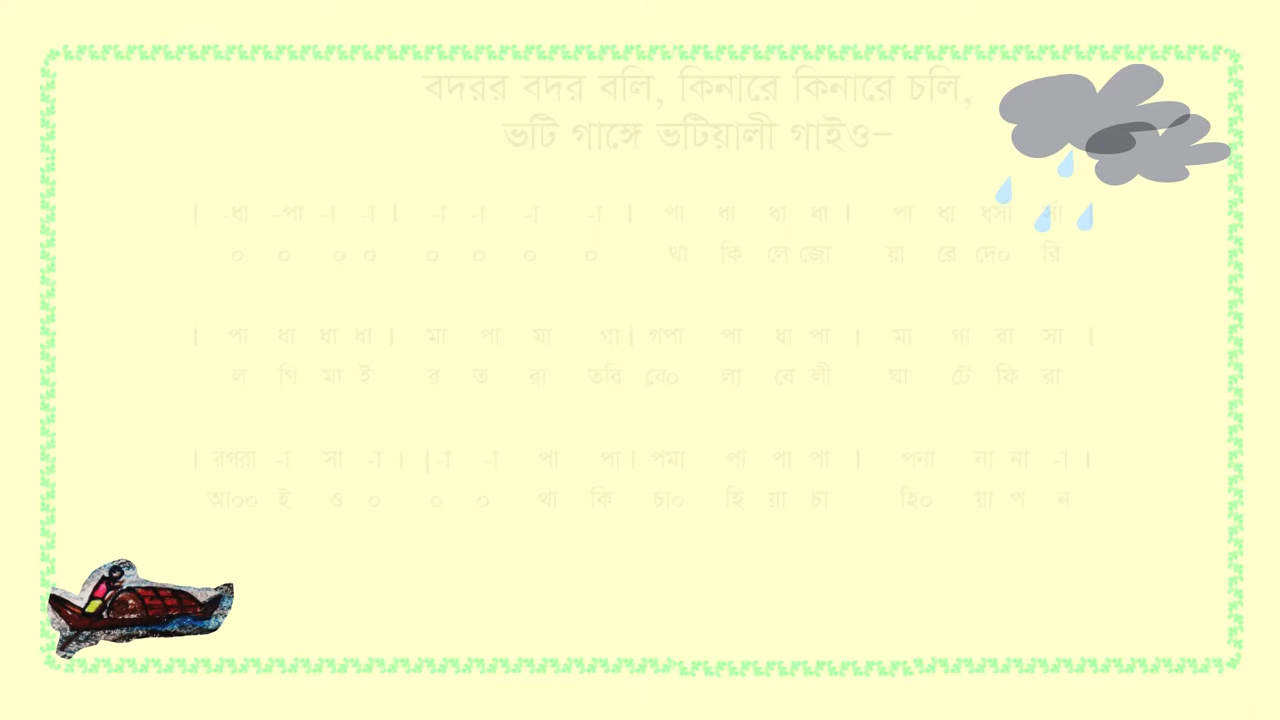 বদরর বদর বলি, কিনারে কিনারে চলি,
ভটি গাঙ্গে ভটিয়ালী গাইও–
| -ধা -পা -া -া | -া -া -া -া | পা ধা ধা ধা | পা ধা ধর্সা র্সা |
০ ০ ০ ০ ০ ০ ০ ০ থা কি লে জো য়া রে দে০ রি
| পা ধা ধা ধা | মা পা মা গা | গপা পা ধা পা | মা গা রা সা |
ল গি মা ই র ত রা তরি বে০ লা বে লী ঘা টে ফি রা
| রগরা -া সা -া | {-া -া পা পা | পমা পা পা পা | পনা না না -া |
আ০০ ই ও ০ ০ ০ থা কি চা০ হি য়া চা হি০ য়া প ন